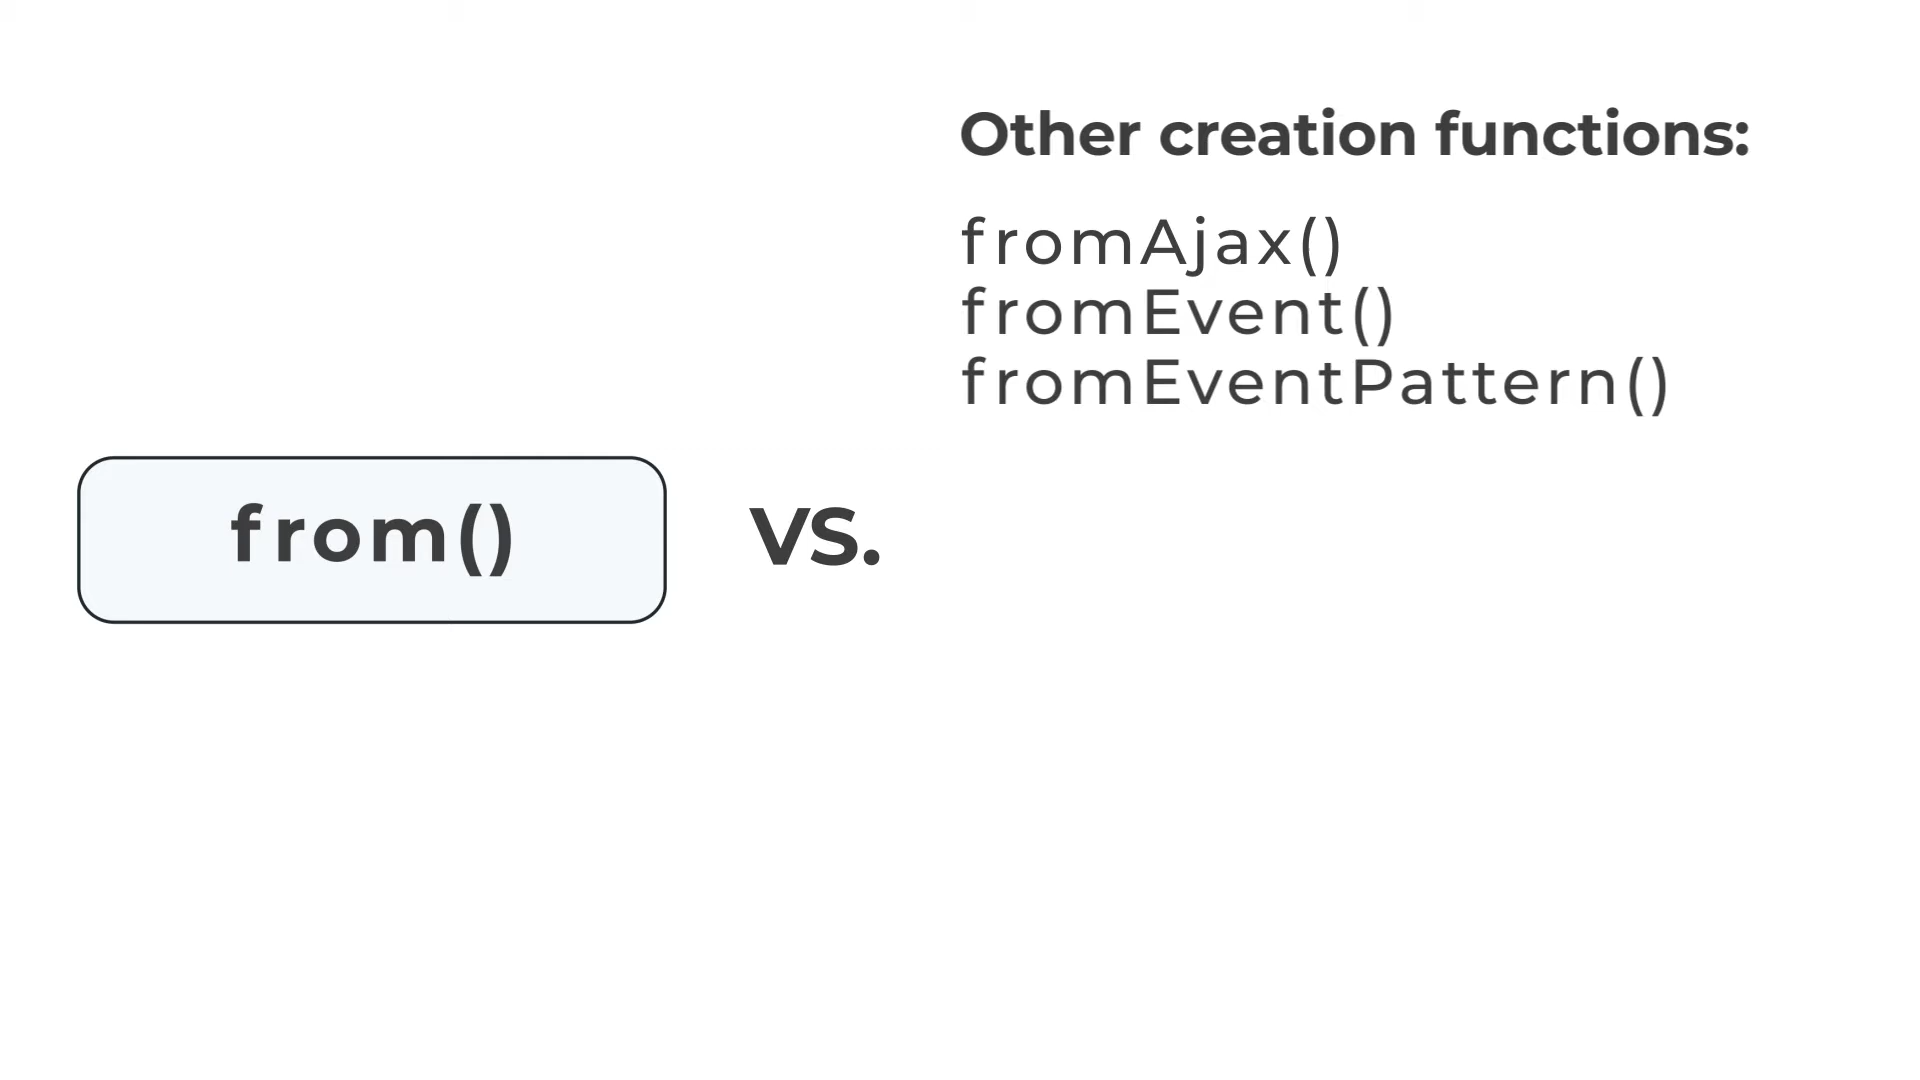 Other creation functions:
fromAjax()
fromEvent()
fromEventPattern()
from()
VS.